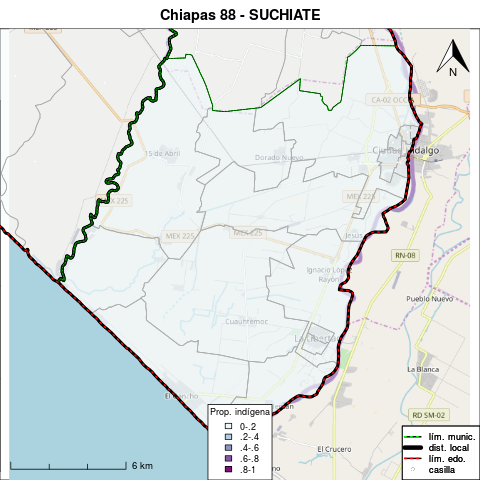 Chiapas 88 - SUCHIATE
N
CA-02 OCC
15 de Abril
Dorado Nuevo
Hidalgo
MEX 225
MEX 225
MEX 225
MEX 225
Jesús
RN-08
Ignacio López
Rayón
Pueblo Nuevo
Cuauhtemoc
La Libertad
La Blanca
El Gancho
RD SM-02
El Crucero
Prop. indígena
0-.2
.2-.4
.4-.6
.6-.8
.8-1
6 km
lím. munic.
dist. local
lím. edo.
casilla